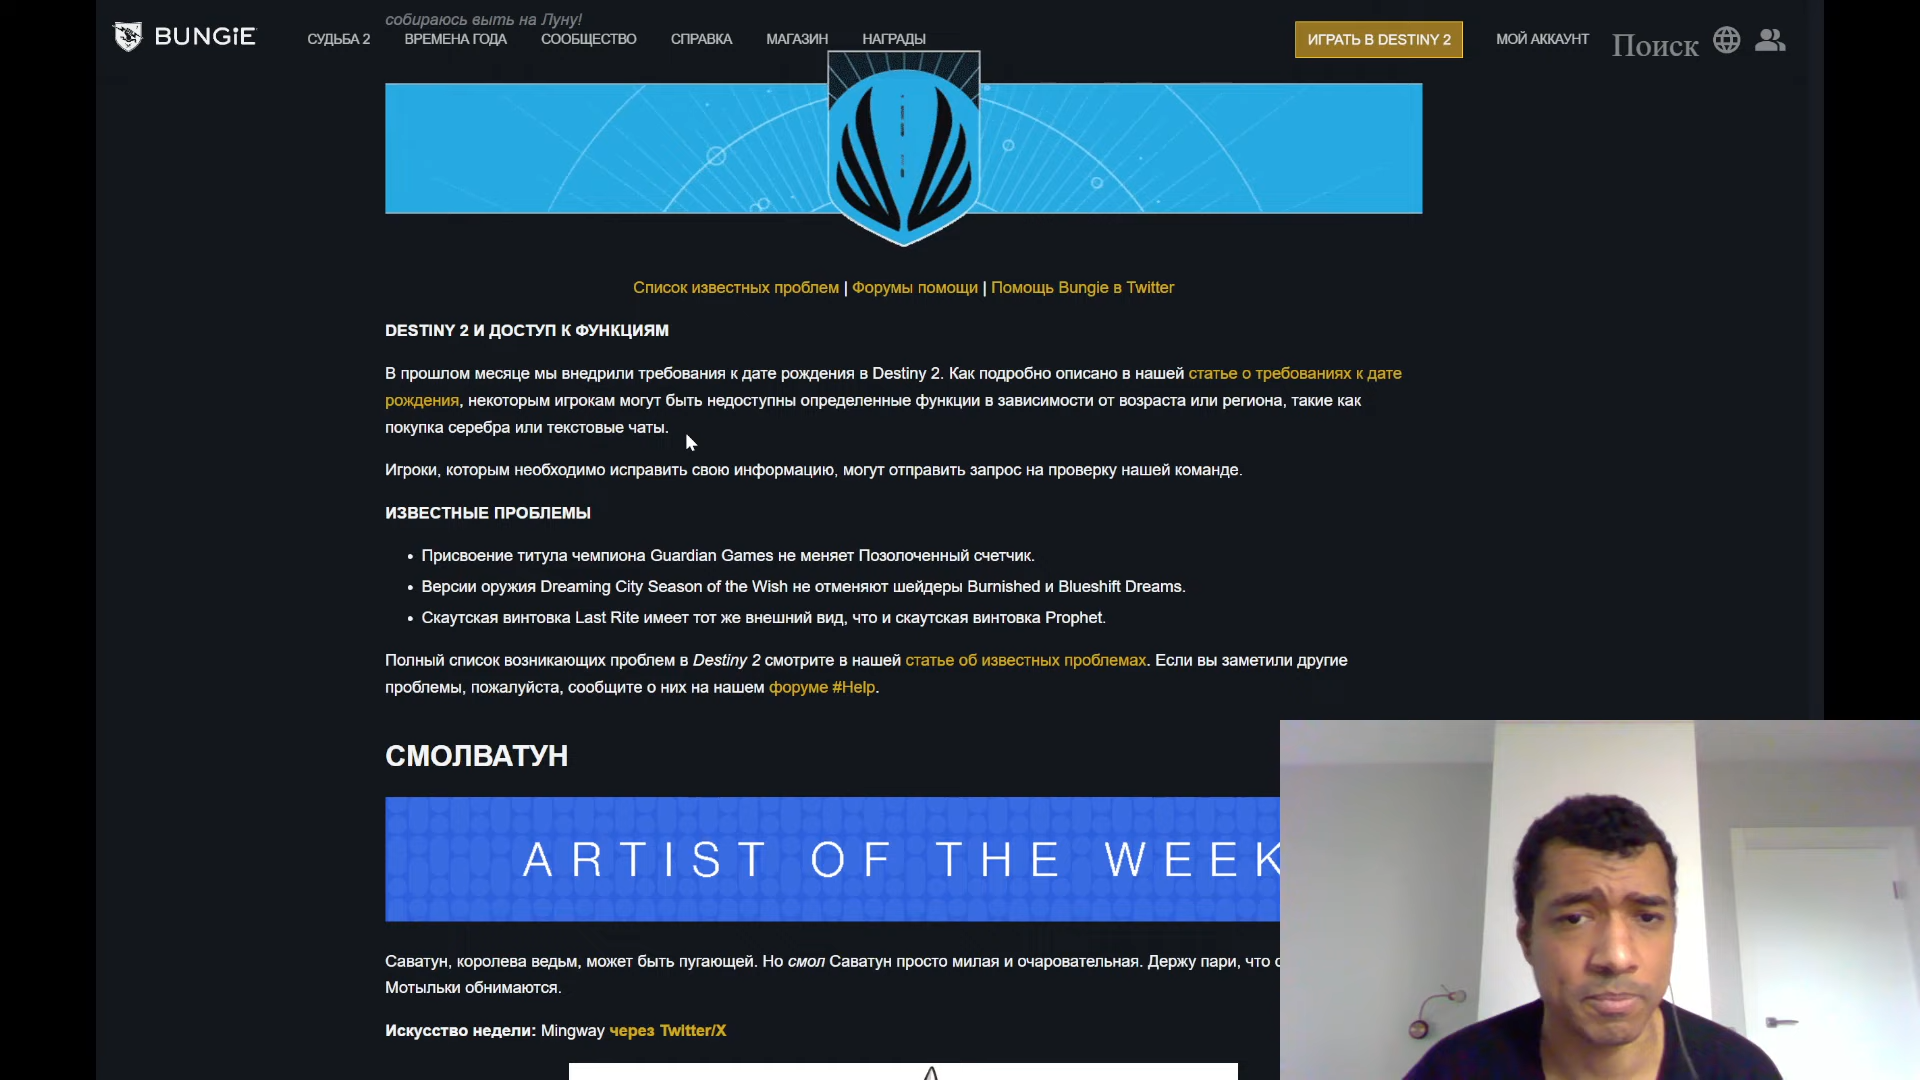 собираюсь выть на Луну!
BUNGiE
СУДЬБА 2 ВРЕМЕНА ГОДА СООБЩЕСТВО СПРАВКА МАГАЗИН НАГРАДЫ
ИГРАТЬ В DESTINY 2 МОЙ АККАУНТ Поиск
Список известных проблем | Форумы помощи | Помощь Bungie в Twitter
DESTINY 2 И ДОСТУП К ФУНКЦИЯМ
В прошлом месяце мы внедрили требования к дате рождения в Destiny 2. Как подробно описано в нашей статье о требованиях к дате
рождения, некоторым игрокам могут быть недоступны определенные функции в зависимости от возраста или региона, такие как
покупка серебра или текстовые чаты.
Игроки, которым необходимо исправить свою информацию, могут отправить запрос на проверку нашей команде.
ИЗВЕСТНЫЕ ПРОБЛЕМЫ
• Присвоение титула чемпиона Guardian Games не меняет Позолоченный счетчик.
• Версии оружия Dreaming City Season of the Wish не отменяют шейдеры Burnished и Blueshift Dreams.
• Скаутская винтовка Last Rite имеет тот же внешний вид, что и скаутская винтовка Prophet.
Полный список возникающих проблем в Destiny 2 смотрите в нашей статье об известных проблемах. Если вы заметили другие
проблемы, пожалуйста, сообщите о них на нашем форуме #Help.
СМОЛВАТУН
ARTIST OF THE WEEK
Саватун, королева ведьм, может быть пугающей. Но смол Саватун просто милая и очаровательная. Держу пари, что
Мотыльки обнимаются.
Искусство недели: Mingway через Twitter/X